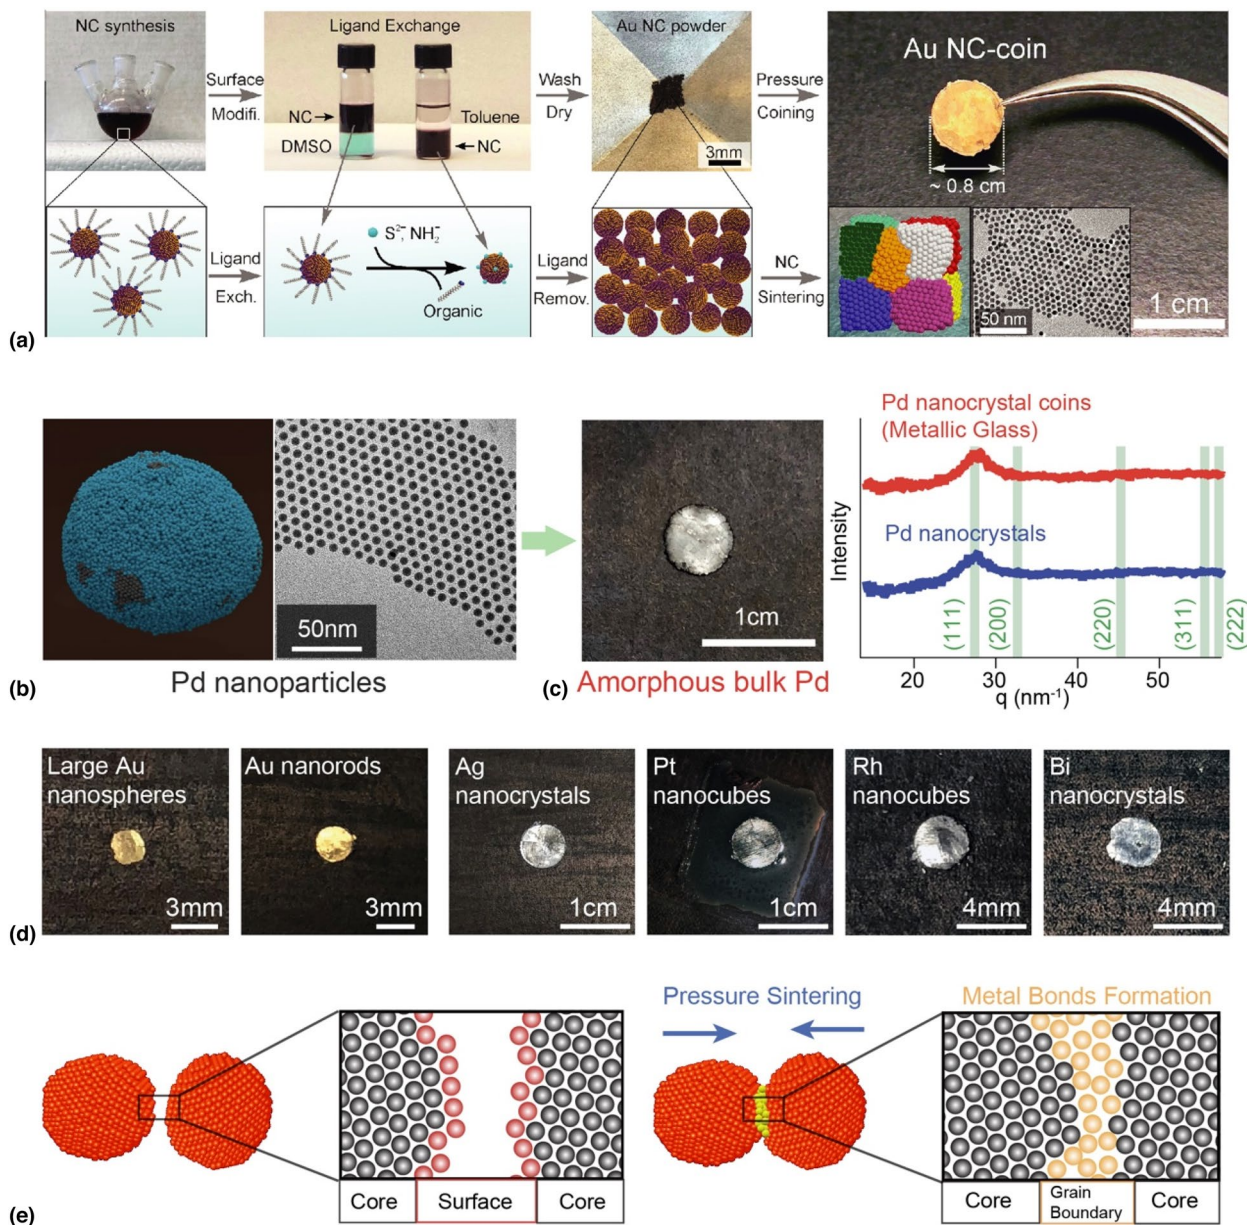 NC synthesis
Surface
Modifi.
Ligand Exchange
NC
DMSO
Toluene
NC
Wash
Dry
Au NC powder
3mm
Pressure
Coining
Au NC-coin
~ 0.8 cm
Ligand
Exch.
S²⁻, NH₂⁻
Organic
Ligand
Remov.
NC
Sintering
50 nm
1 cm
(a)
50nm
Pd nanoparticles
(b)
1cm
Amorphous bulk Pd
(c)
Pd nanocrystal coins
(Metallic Glass)
Pd nanocrystals
Intensity
(111)
(200)
(220)
(311)
(222)
20 30 40 50
q (nm⁻¹)
Large Au
nanospheres
3mm
Au nanorods
3mm
Ag
nanocrystals
1cm
Pt
nanocubes
1cm
Rh
nanocubes
4mm
Bi
nanocrystals
4mm
(d)
Core
Surface
Core
Pressure Sintering
Metal Bonds Formation
Core
Grain
Boundary
Core
(e)